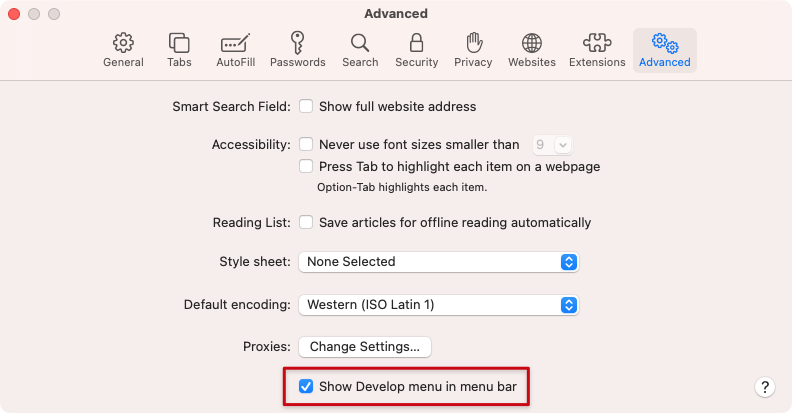 Advanced
General Tabs AutoFill Passwords Search Security Privacy Websites Extensions Advanced
Smart Search Field: Show full website address
Accessibility: Never use font sizes smaller than 9
Press Tab to highlight each item on a webpage
Option-Tab highlights each item.
Reading List: Save articles for offline reading automatically
Style sheet: None Selected
Default encoding: Western (ISO Latin 1)
Proxies: Change Settings...
Show Develop menu in menu bar ?